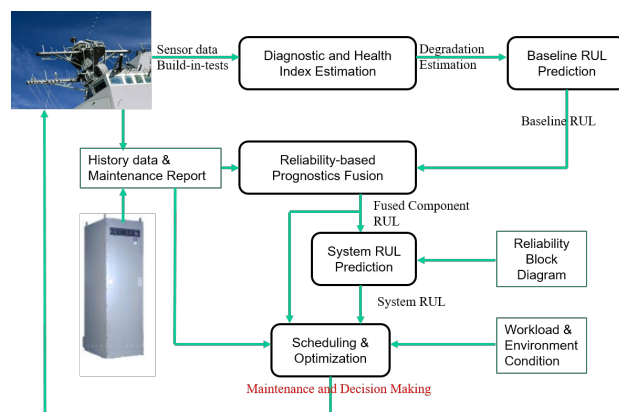 Sensor data
Build-in-tests
Diagnostic and Health
Index Estimation
Degradation
Estimation
Baseline RUL
Prediction
Baseline RUL
History data &
Maintenance Report
Reliability-based
Prognostics Fusion
Fused Component
RUL
System RUL
Prediction
Reliability
Block
Diagram
System RUL
Scheduling &
Optimization
Workload &
Environment
Condition
Maintenance and Decision Making